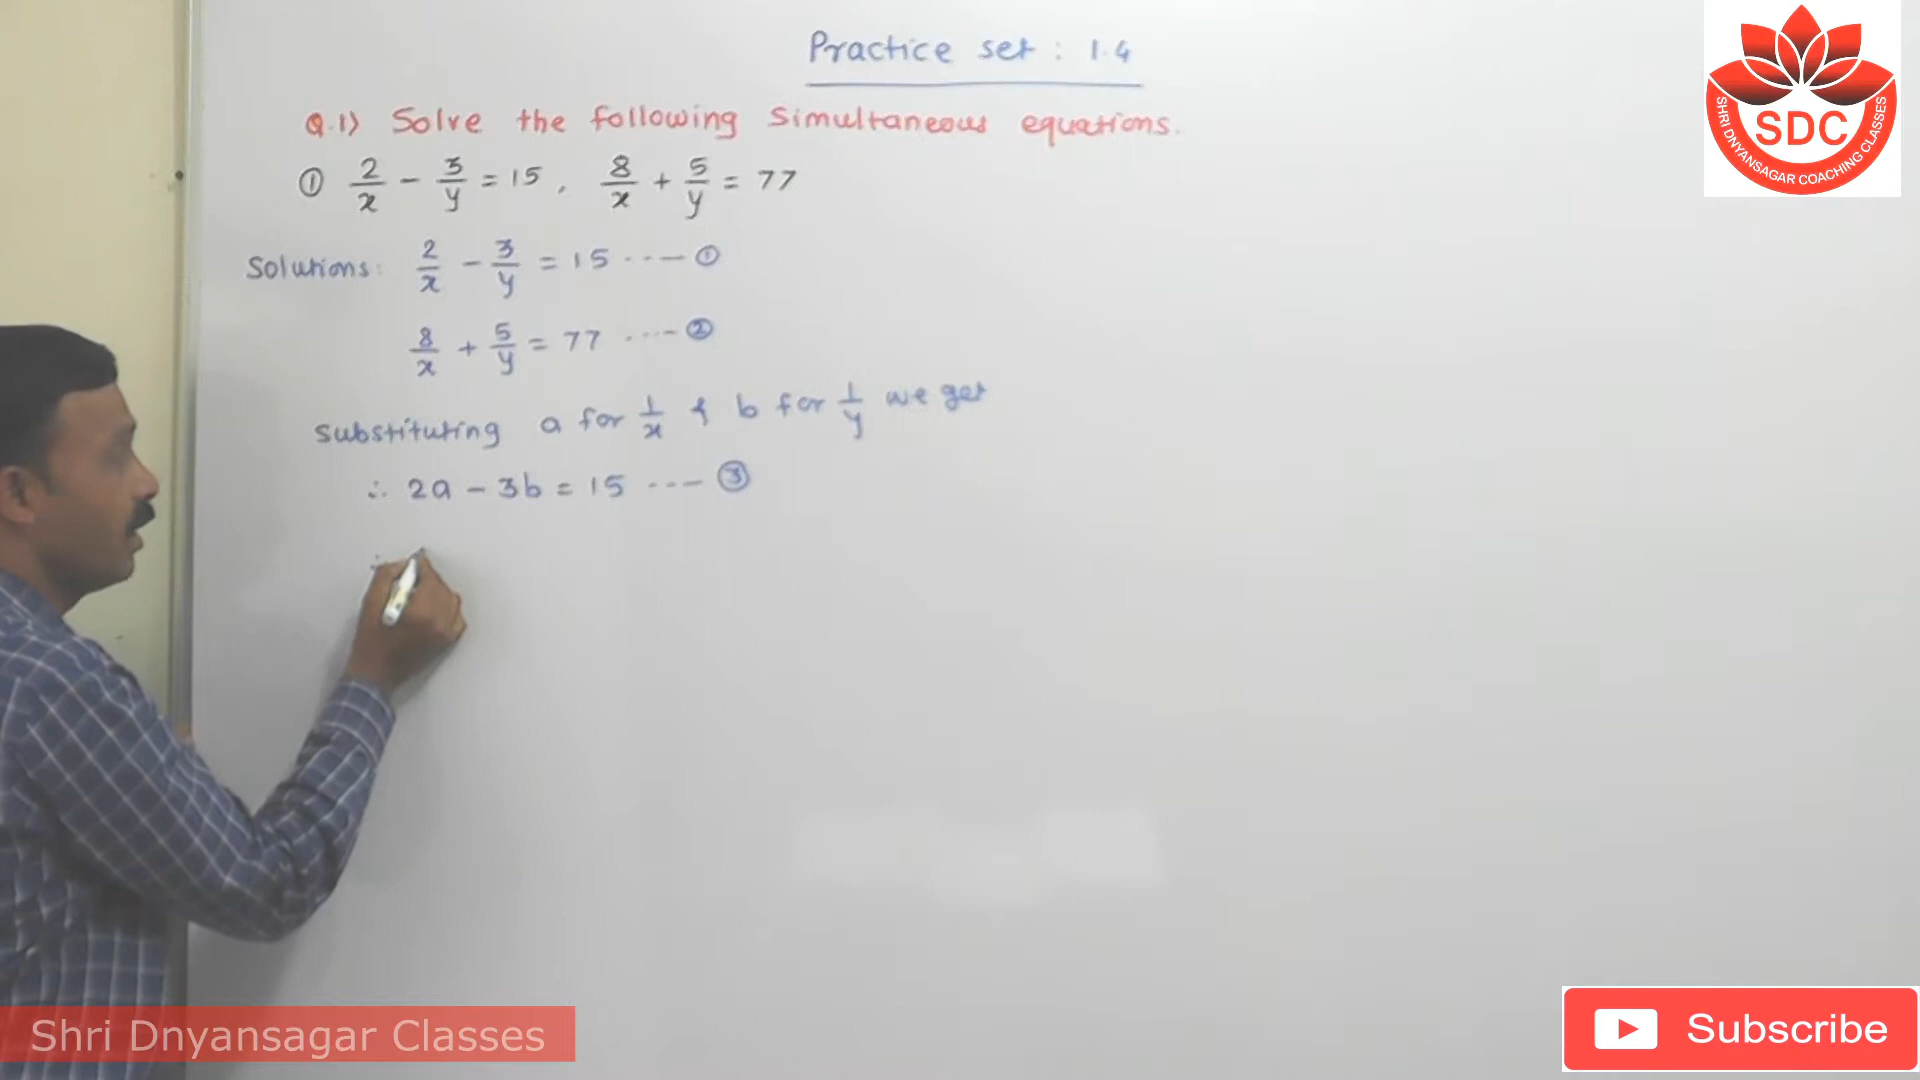 Practice set : 1.4
Q.1) Solve the following Simultaneous equations.
① 2/x - 3/y = 15 , 8/x + 5/y = 77
Solutions: 2/x - 3/y = 15 ---- ①
8/x + 5/y = 77 ---- ②
substituting a for 1/x & b for 1/y we get
∴ 2a - 3b = 15 ---- ③
SDC
SHRI DNYANSAGAR COACHING CLASSES
Shri Dnyansagar Classes
Subscribe